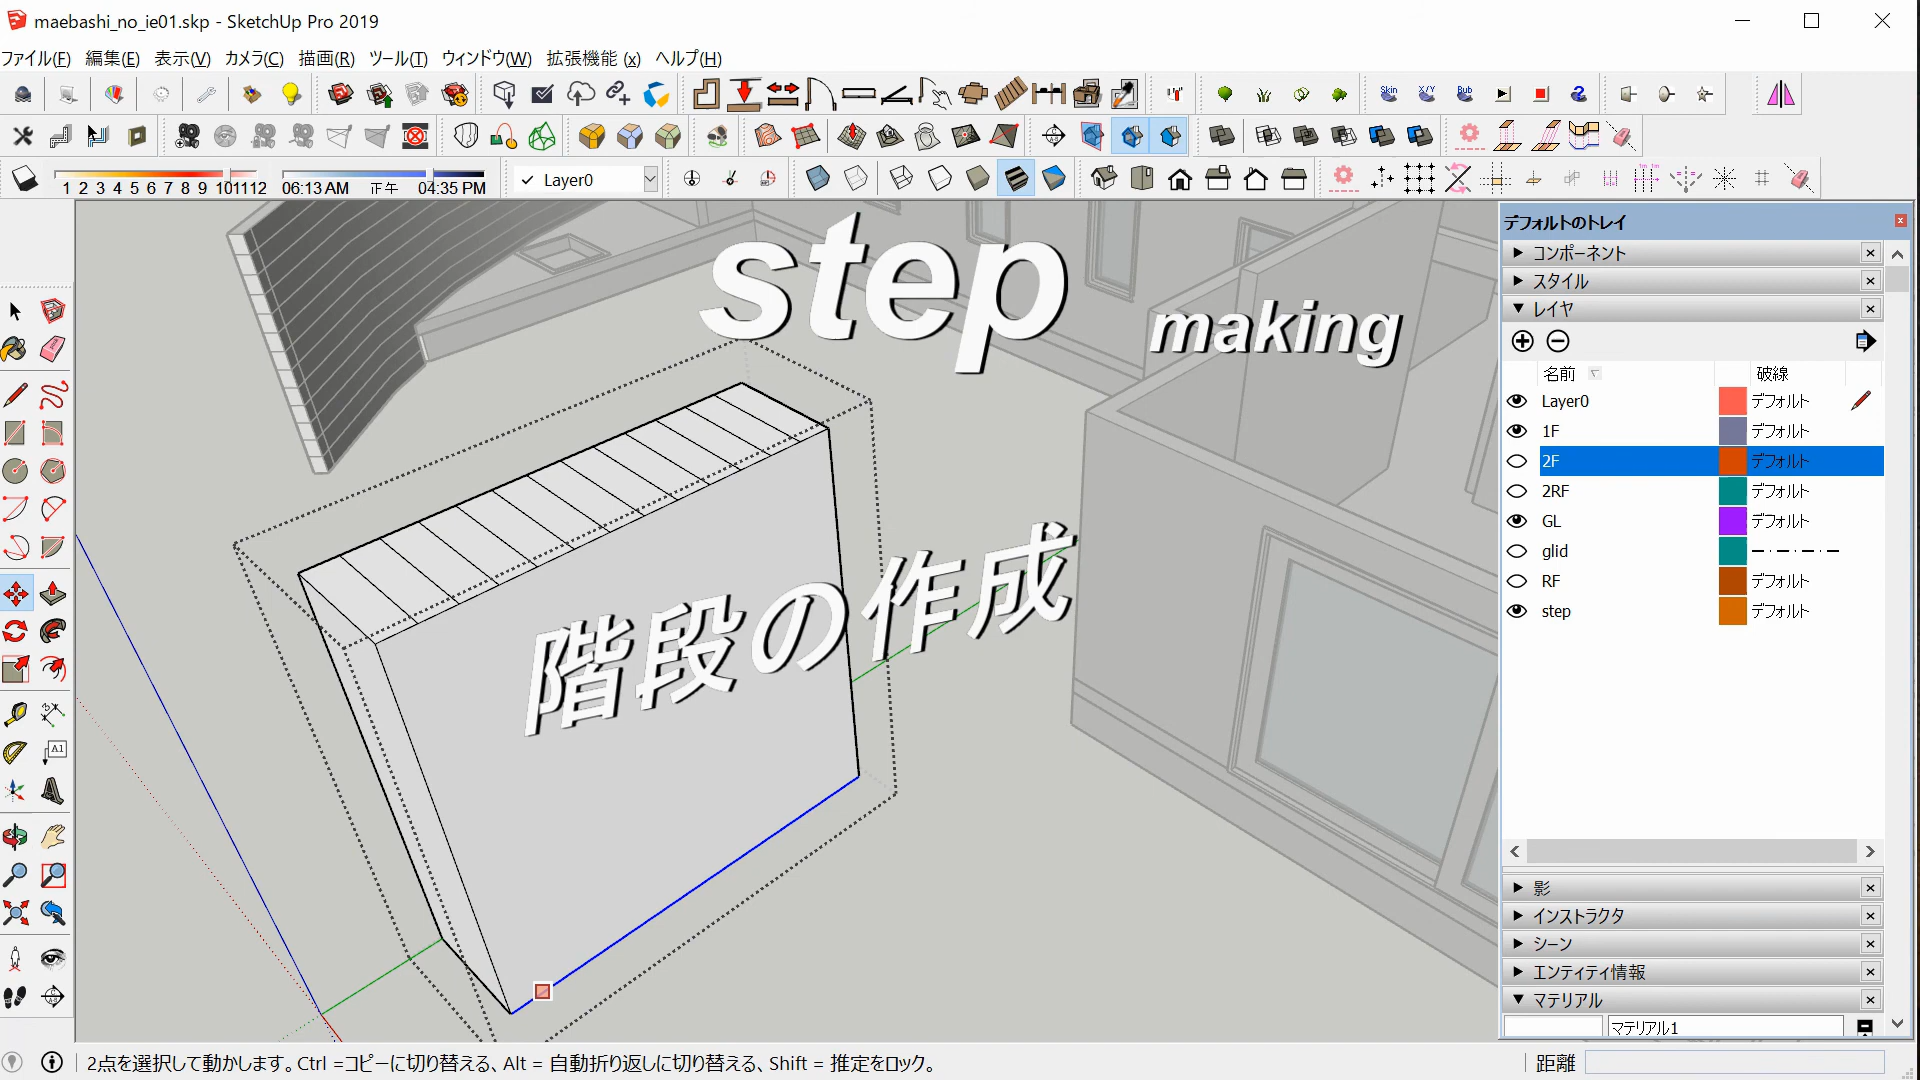 maebashi_no_ie01.skp - SketchUp Pro 2019
ファイル(F) 編集(E) 表示(V) カメラ(C) 描画(R) ツール(T) ウィンドウ(W) 拡張機能 (x) ヘルプ(H)
Skin X/Y Bub
1 2 3 4 5 6 7 8 9 10 11 12 06:13 AM 正午 04:35 PM Layer0
デフォルトのトレイ
コンポーネント
スタイル
レイヤ
名前 破線
Layer0 デフォルト
1F デフォルト
2F デフォルト
2RF デフォルト
GL デフォルト
glid
RF デフォルト
step デフォルト
step making
階段の作成
影
インストラクタ
シーン
エンティティ情報
マテリアル
マテリアル1
2点を選択して動かします。Ctrl =コピーに切り替える、Alt = 自動折り返しに切り替える、Shift = 推定をロック。
距離